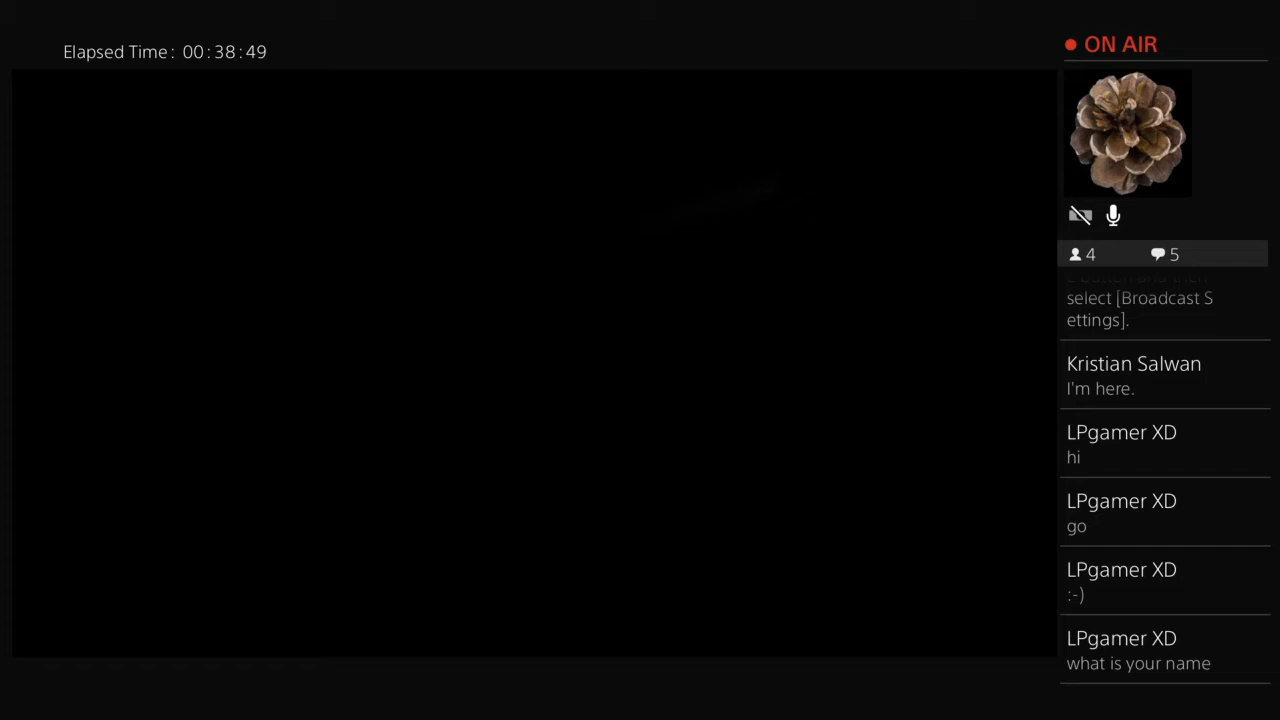 Elapsed Time: 00:38:49
ON AIR
4 5
select [Broadcast S
ettings].
Kristian Salwan
I'm here.
LPgamer XD
hi
LPgamer XD
go
LPgamer XD
:-)
LPgamer XD
what is your name